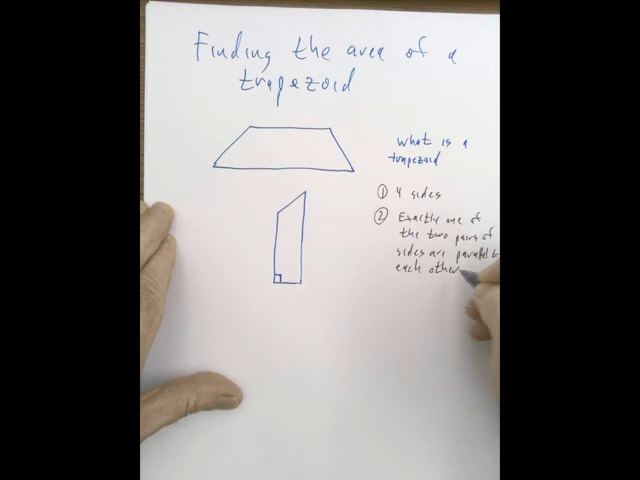 Finding the area of a
trapezoid
What is a
trapezoid
① 4 sides
② Exactly one of
the two pairs of
sides are parallel t
each other